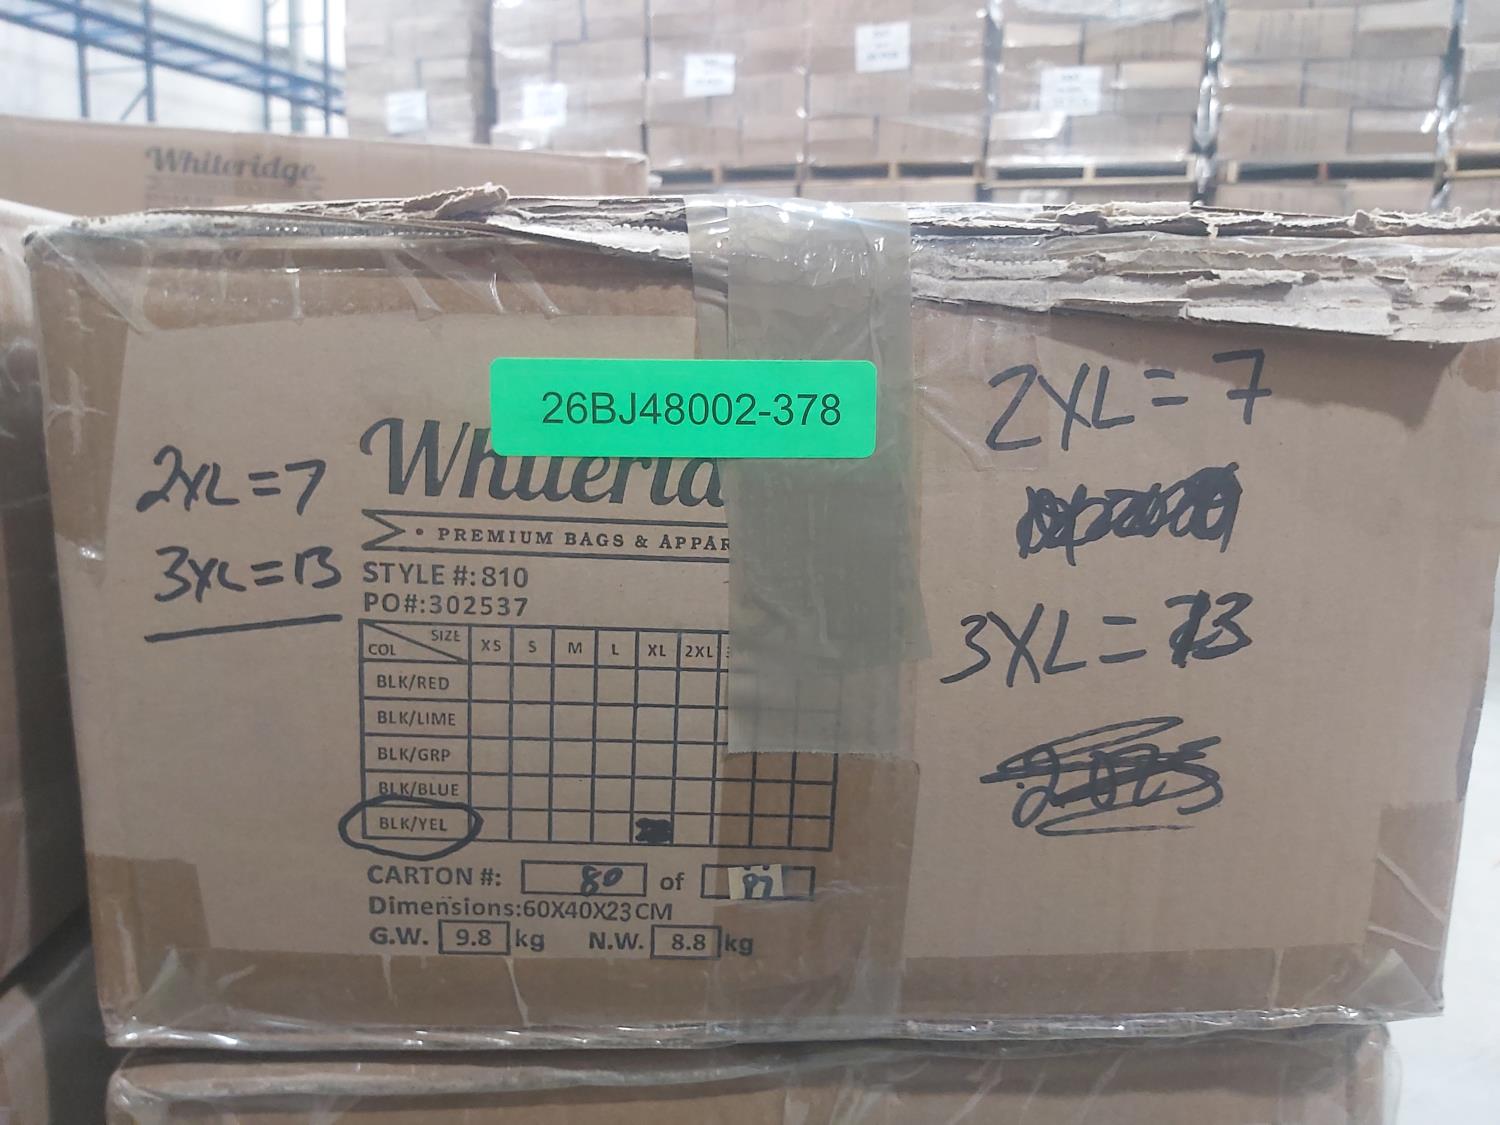 Whiteridge
26BJ48002-378
2XL = 7
3XL = 13
2XL = 7
3XL = 13
PREMIUM BAGS &
STYLE #:810
PO#:302537
SIZE
COL
XS S M L XL 2XL
BLK/RED
BLK/LIME
BLK/GRP
BLK/BLUE
BLK/YEL
CARTON #: 80 of
Dimensions:60X40X23CM
G.W. 9.8 kg N.W. 8.8 kg